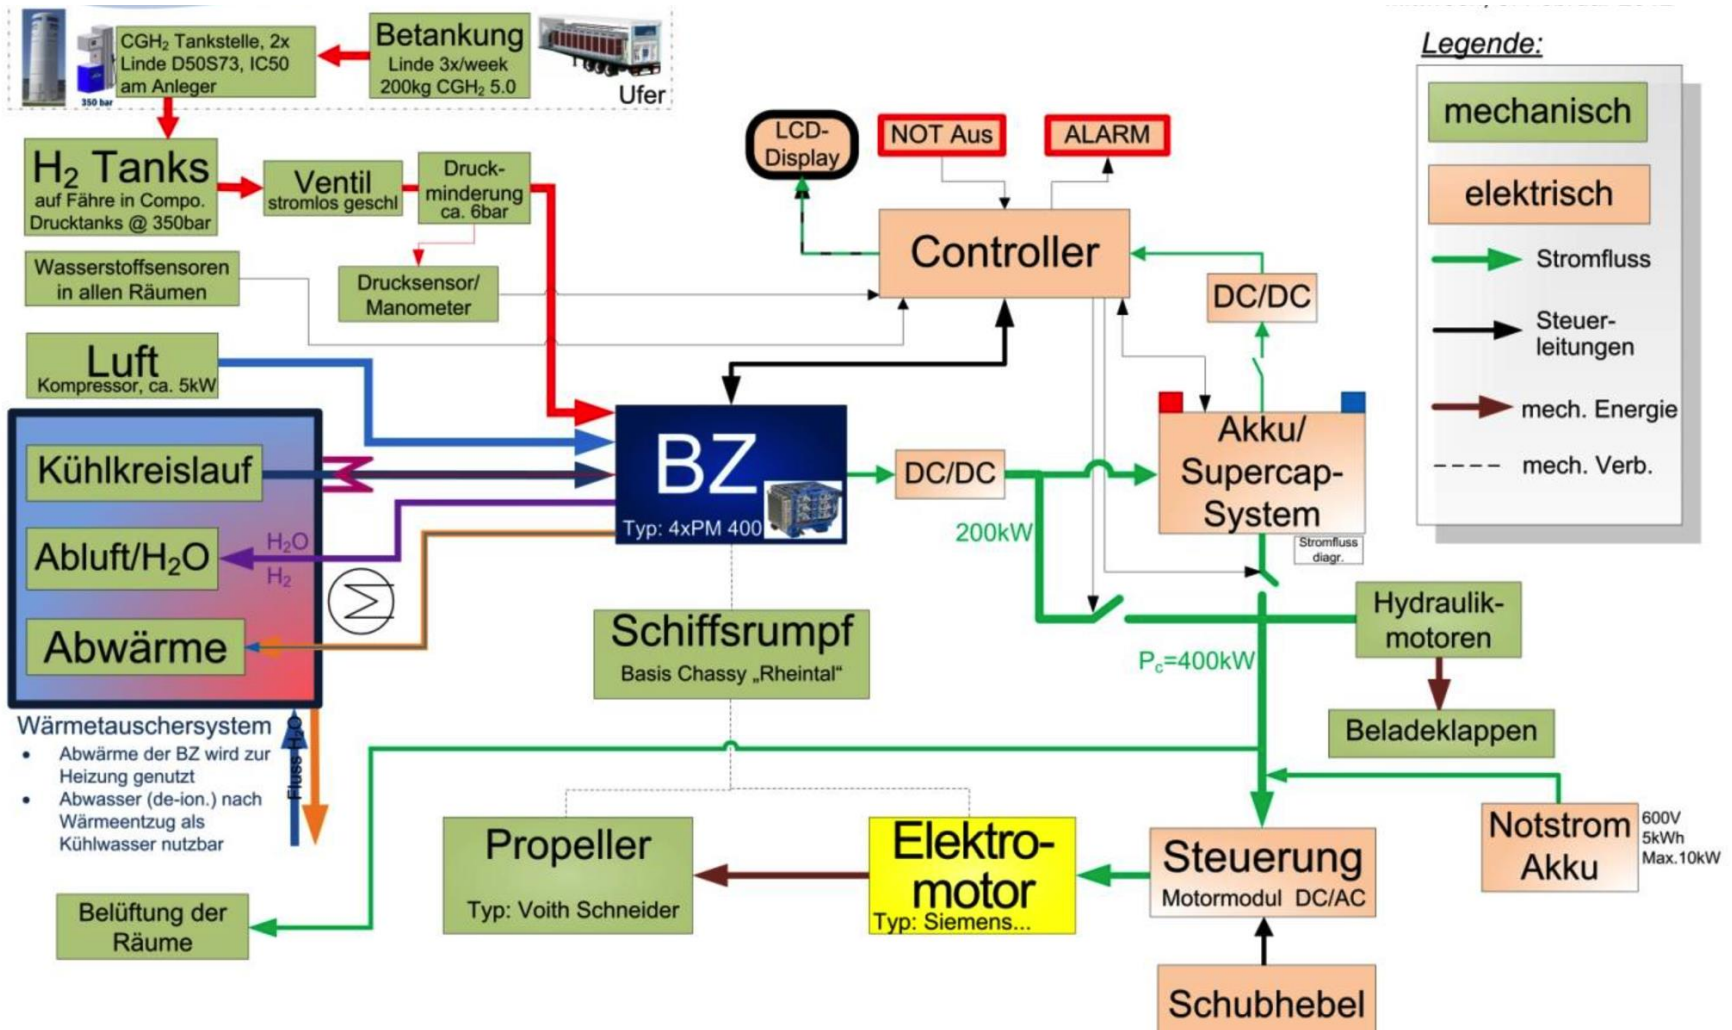 CGH₂ Tankstelle, 2x
Linde D50S73, IC50
am Anleger
350 bar
Betankung
Linde 3x/week
200kg CGH₂ 5.0
Ufer
Legende:
mechanisch
elektrisch
Stromfluss
Steuer-
leitungen
mech. Energie
mech. Verb.
H₂ Tanks
auf Fähre in Compo.
Drucktanks @ 350bar
Ventil
stromlos geschl
Druck-
minderung
ca. 6bar
LCD-
Display
NOT Aus
ALARM
Controller
Wasserstoffsensoren
in allen Räumen
Drucksensor/
Manometer
DC/DC
Luft
Kompressor, ca. 5kW
Kühlkreislauf
BZ
Typ: 4xPM 400
DC/DC
200kW
Akku/
Supercap-
System
Stromfluss
diagr.
Abluft/H₂O
H₂O
H₂
Abwärme
Schiffsrumpf
Basis Chassy „Rheintal“
Hydraulik-
motoren
P꜀=400kW
Beladeklappen
Wärmetauschersystem
• Abwärme der BZ wird zur
Heizung genutzt
• Abwasser (de-ion.) nach
Wärmeentzug als
Kühlwasser nutzbar
Fluss H₂O
Propeller
Typ: Voith Schneider
Elektro-
motor
Typ: Siemens...
Steuerung
Motormodul DC/AC
Notstrom
Akku
600V
5kWh
Max.10kW
Belüftung der
Räume
Schubhebel